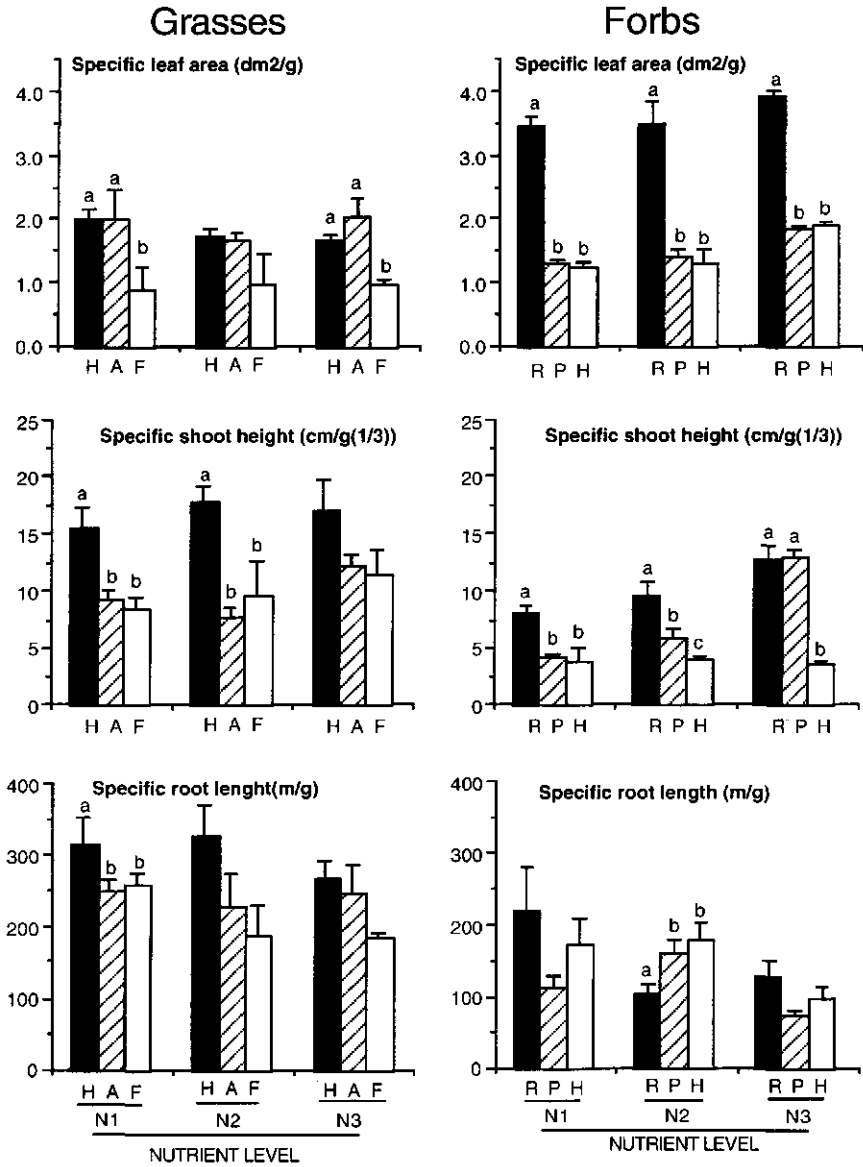 Grasses
Forbs
Specific leaf area (dm2/g)
4.0
3.0
2.0
1.0
0.0
a
a
b
a
a
b
H A F
H A F
H A F
Specific leaf area (dm2/g)
4.0
3.0
2.0
1.0
0.0
a
b
b
a
b
b
a
b
b
R P H
R P H
R P H
Specific shoot height (cm/g(1/3))
25
20
15
10
5
0
a
b
b
a
b
b
H A F
H A F
H A F
Specific shoot height (cm/g(1/3))
25
20
15
10
5
0
a
b
b
a
b
c
a
a
b
R P H
R P H
R P H
Specific root lenght(m/g)
400
300
200
100
0
a
b
b
H A F
H A F
H A F
N1
N2
N3
NUTRIENT LEVEL
Specific root length (m/g)
400
300
200
100
0
a
b
b
R P H
R P H
R P H
N1
N2
N3
NUTRIENT LEVEL